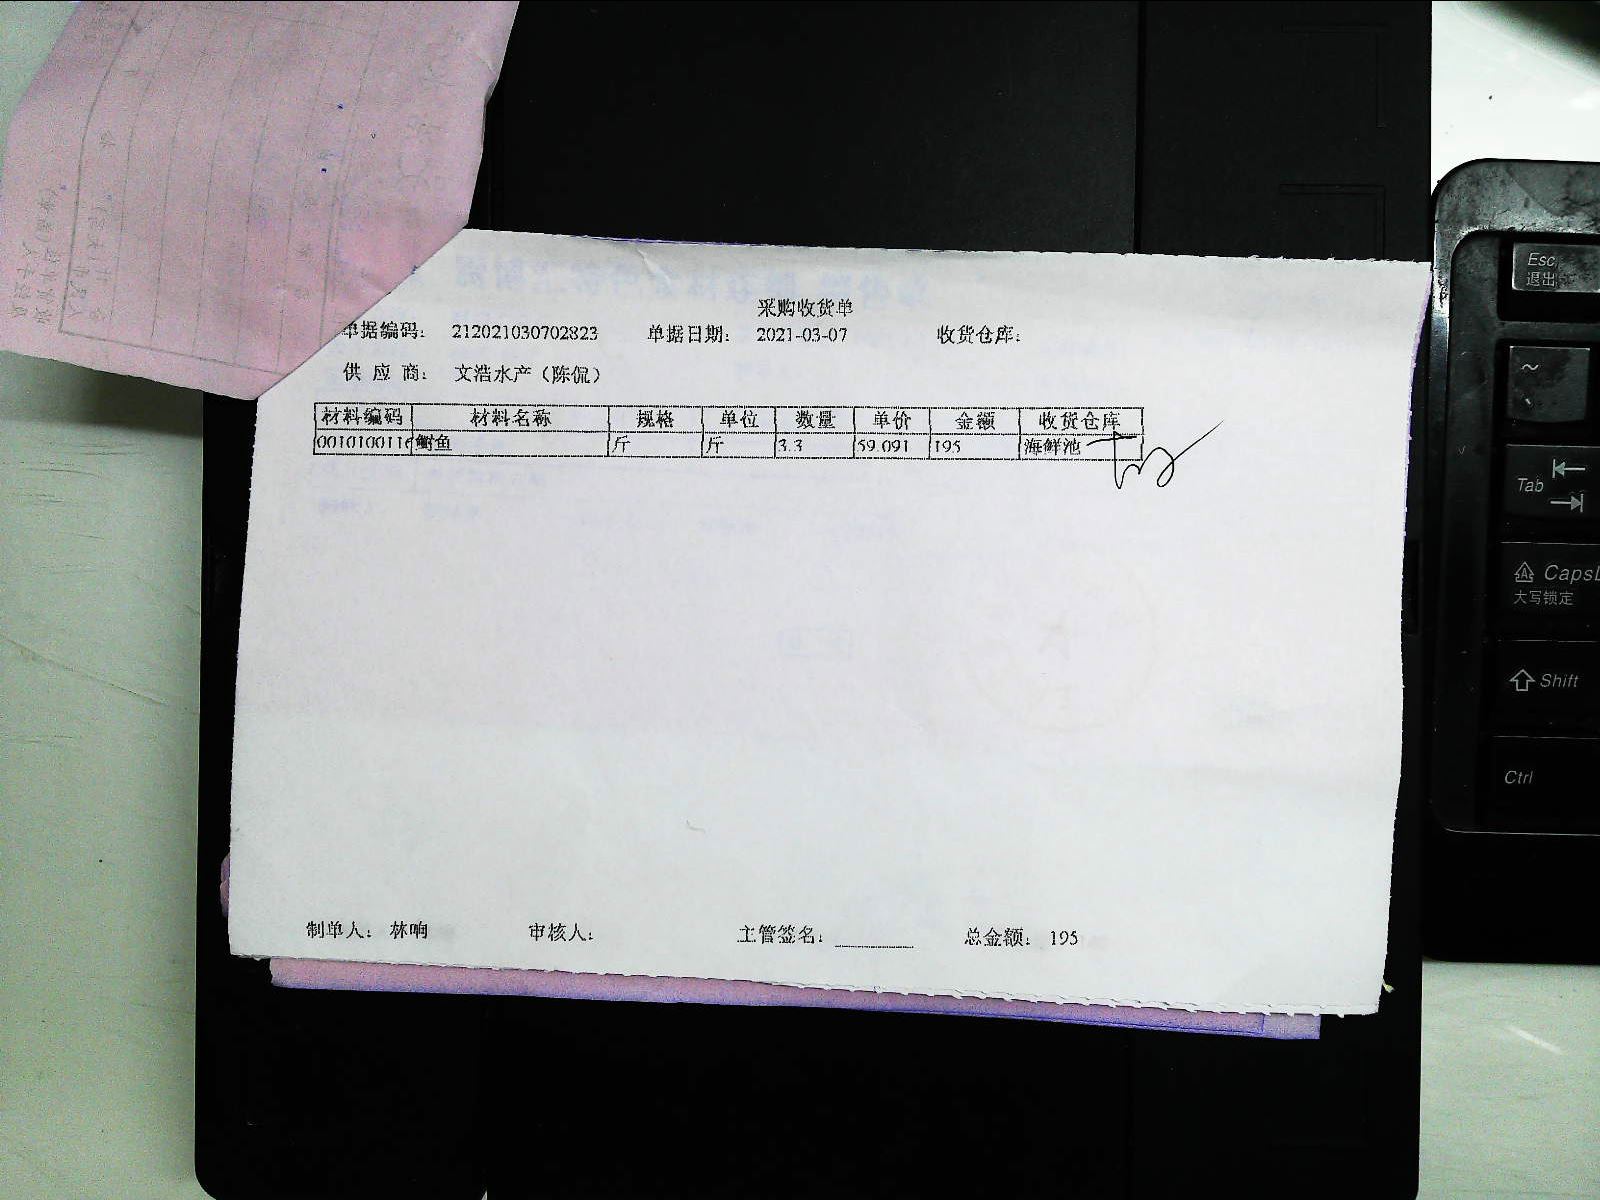 采购收货单
单据编码： 212021030702823 单据日期： 2021-03-07 收货仓库：
供 应 商： 文浩水产（陈侃）
材料编码 材料名称 规格 单位 数量 单价 金额 收货仓库
0010100116 鲥鱼 斤 斤 3.3 59.091 195 海鲜池
制单人： 林响 审核人： 主管签名： 总金额： 195
Esc
退出
~
Tab
CapsL
大写锁定
Shift
Ctrl